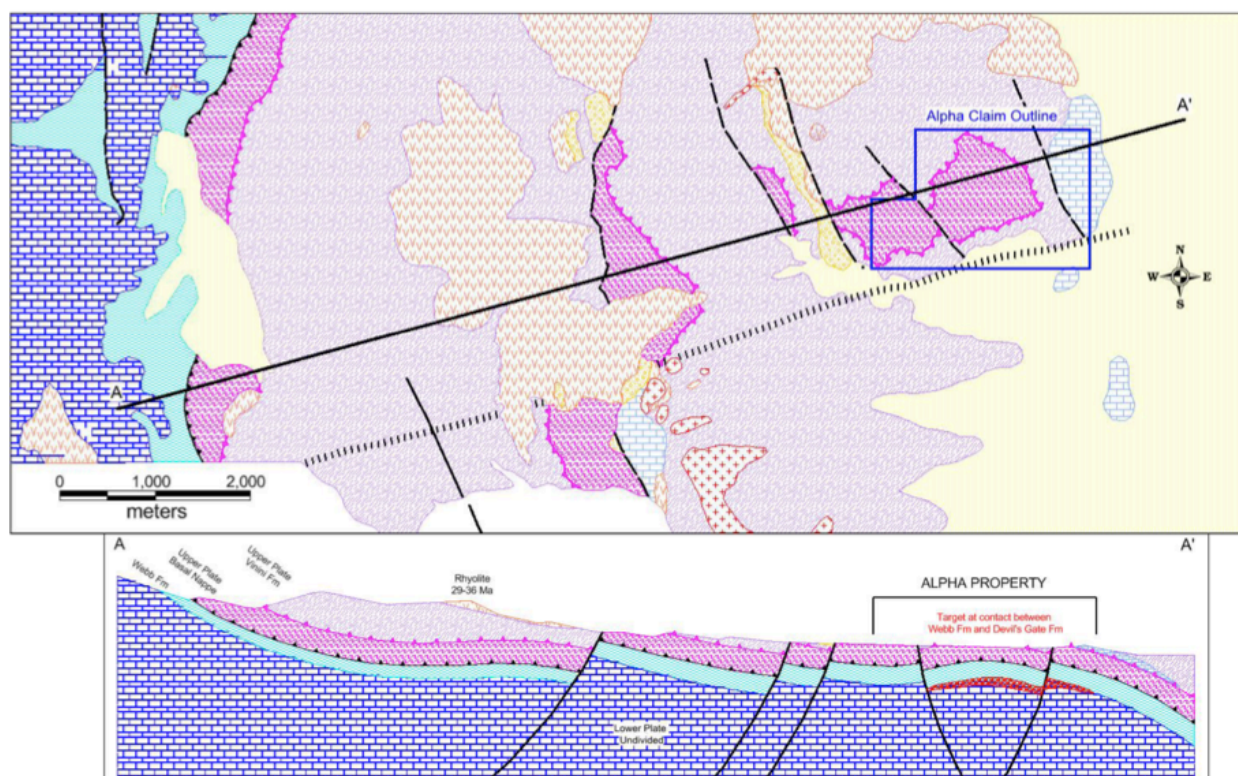 Alpha Claim Outline
A'
N
W E
S
A
0 1,000 2,000
meters
A
A'
Webb Fm
Upper Plate
Basal Nappe
Upper Plate
Vinini Fm
Rhyolite
29-36 Ma
ALPHA PROPERTY
Target at contact between
Webb Fm and Devil's Gate Fm
Lower Plate
Undivided